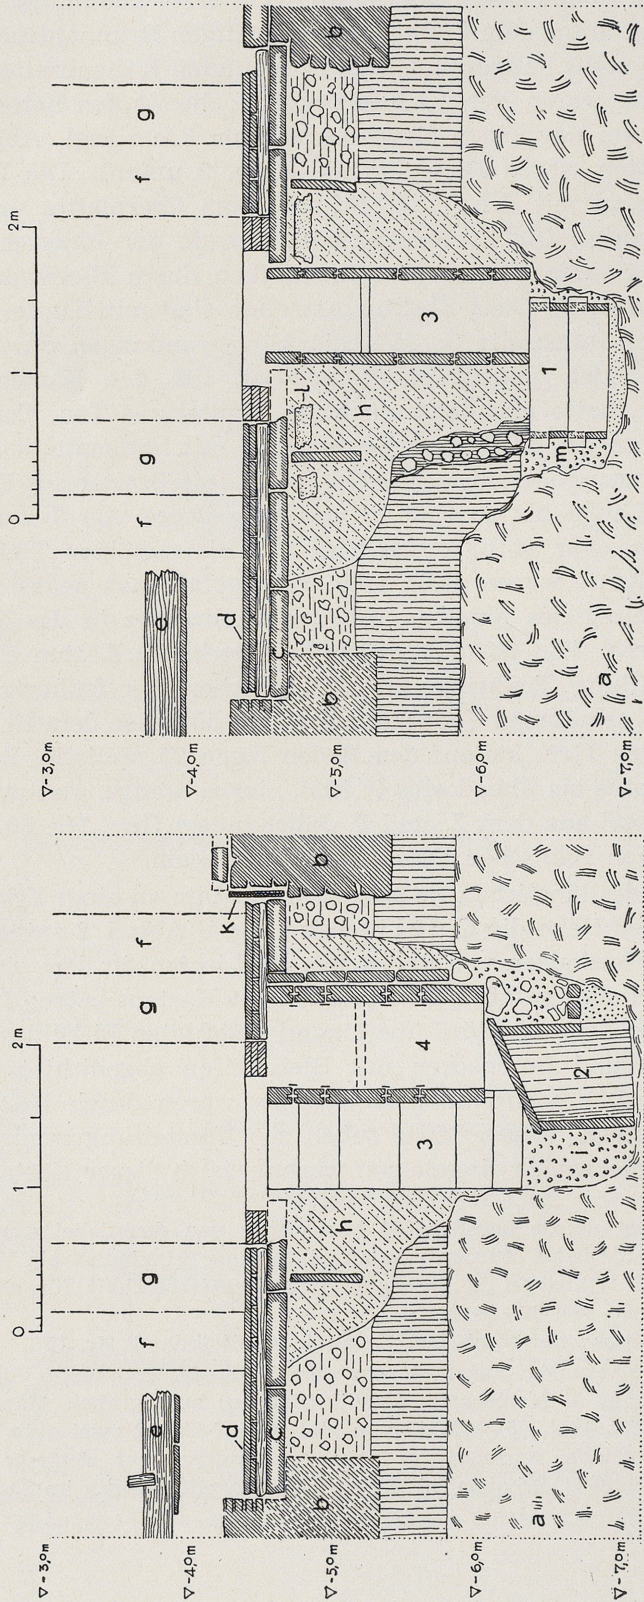 0 1 2m
▽-3,0m
f g g f
e
▽-4,0m
d
k
c
b b
h
▽-5,0m
3 4
▽-6,0m
i 2
a
▽-7,0m
0 1 2m
▽-3,0m
f g f g
e
▽-4,0m
d
c
l
b b
h
▽-5,0m
3
▽-6,0m
1
m
a
▽-7,0m